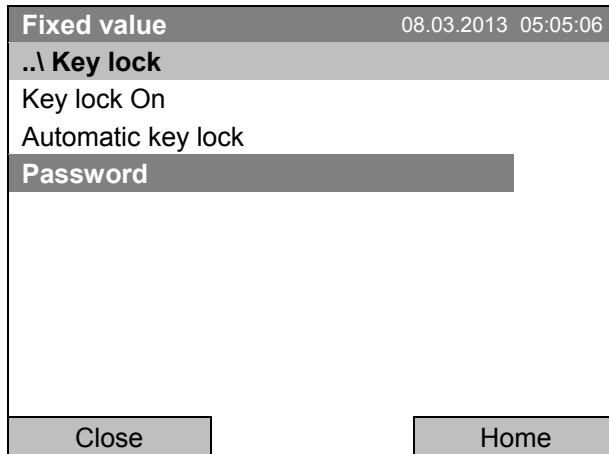 Fixed value 08.03.2013 05:05:06
..\ Key lock
Key lock On
Automatic key lock
Password
Close Home